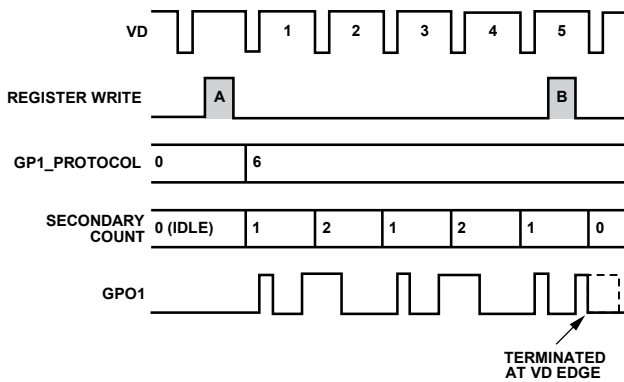 VD 1 2 3 4 5
REGISTER WRITE A B
GP1_PROTOCOL 0 6
SECONDARY
COUNT 0 (IDLE) 1 2 1 2 1 0
GPO1
TERMINATED
AT VD EDGE